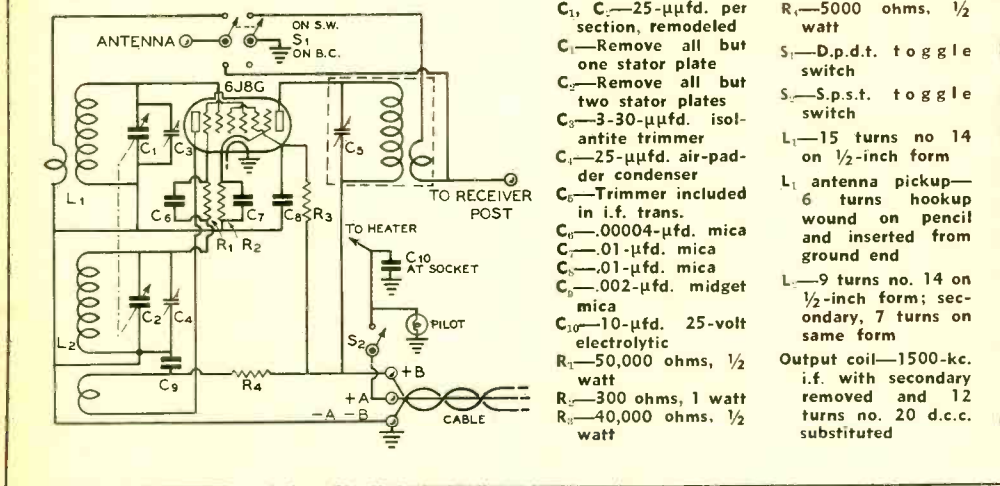 ON S.W.
ANTENNA
S1
ON B.C.
6J8G
C1
C3
C5
L1
TO RECEIVER
POST
C6
C7
C8
R3
R1
R2
TO HEATER
C10
AT SOCKET
C2
C4
L2
S2
PILOT
C9
R4
+B
+A
-A -B
CABLE
C1, C2—25-μμfd. per
section, remodeled
C1—Remove all but
one stator plate
C2—Remove all but
two stator plates
C3—3-30-μμfd. isol-
antite trimmer
C4—25-μμfd. air-pad-
der condenser
C5—Trimmer included
in i.f. trans.
C6—.00004-μfd. mica
C7—.01-μfd. mica
C8—.01-μfd. mica
C9—.002-μfd. midget
mica
C10—10-μfd. 25-volt
electrolytic
R1—50,000 ohms, ½
watt
R2—300 ohms, 1 watt
R3—40,000 ohms, ½
watt
R4—5000 ohms, ½
watt
S1—D.p.d.t. toggle
switch
S2—S.p.s.t. toggle
switch
L1—15 turns no 14
on ½-inch form
L1 antenna pickup—
6 turns hookup
wound on pencil
and inserted from
ground end
L2—9 turns no. 14 on
½-inch form; sec-
ondary, 7 turns on
same form
Output coil—1500-kc.
i.f. with secondary
removed and 12
turns no. 20 d.c.c.
substituted